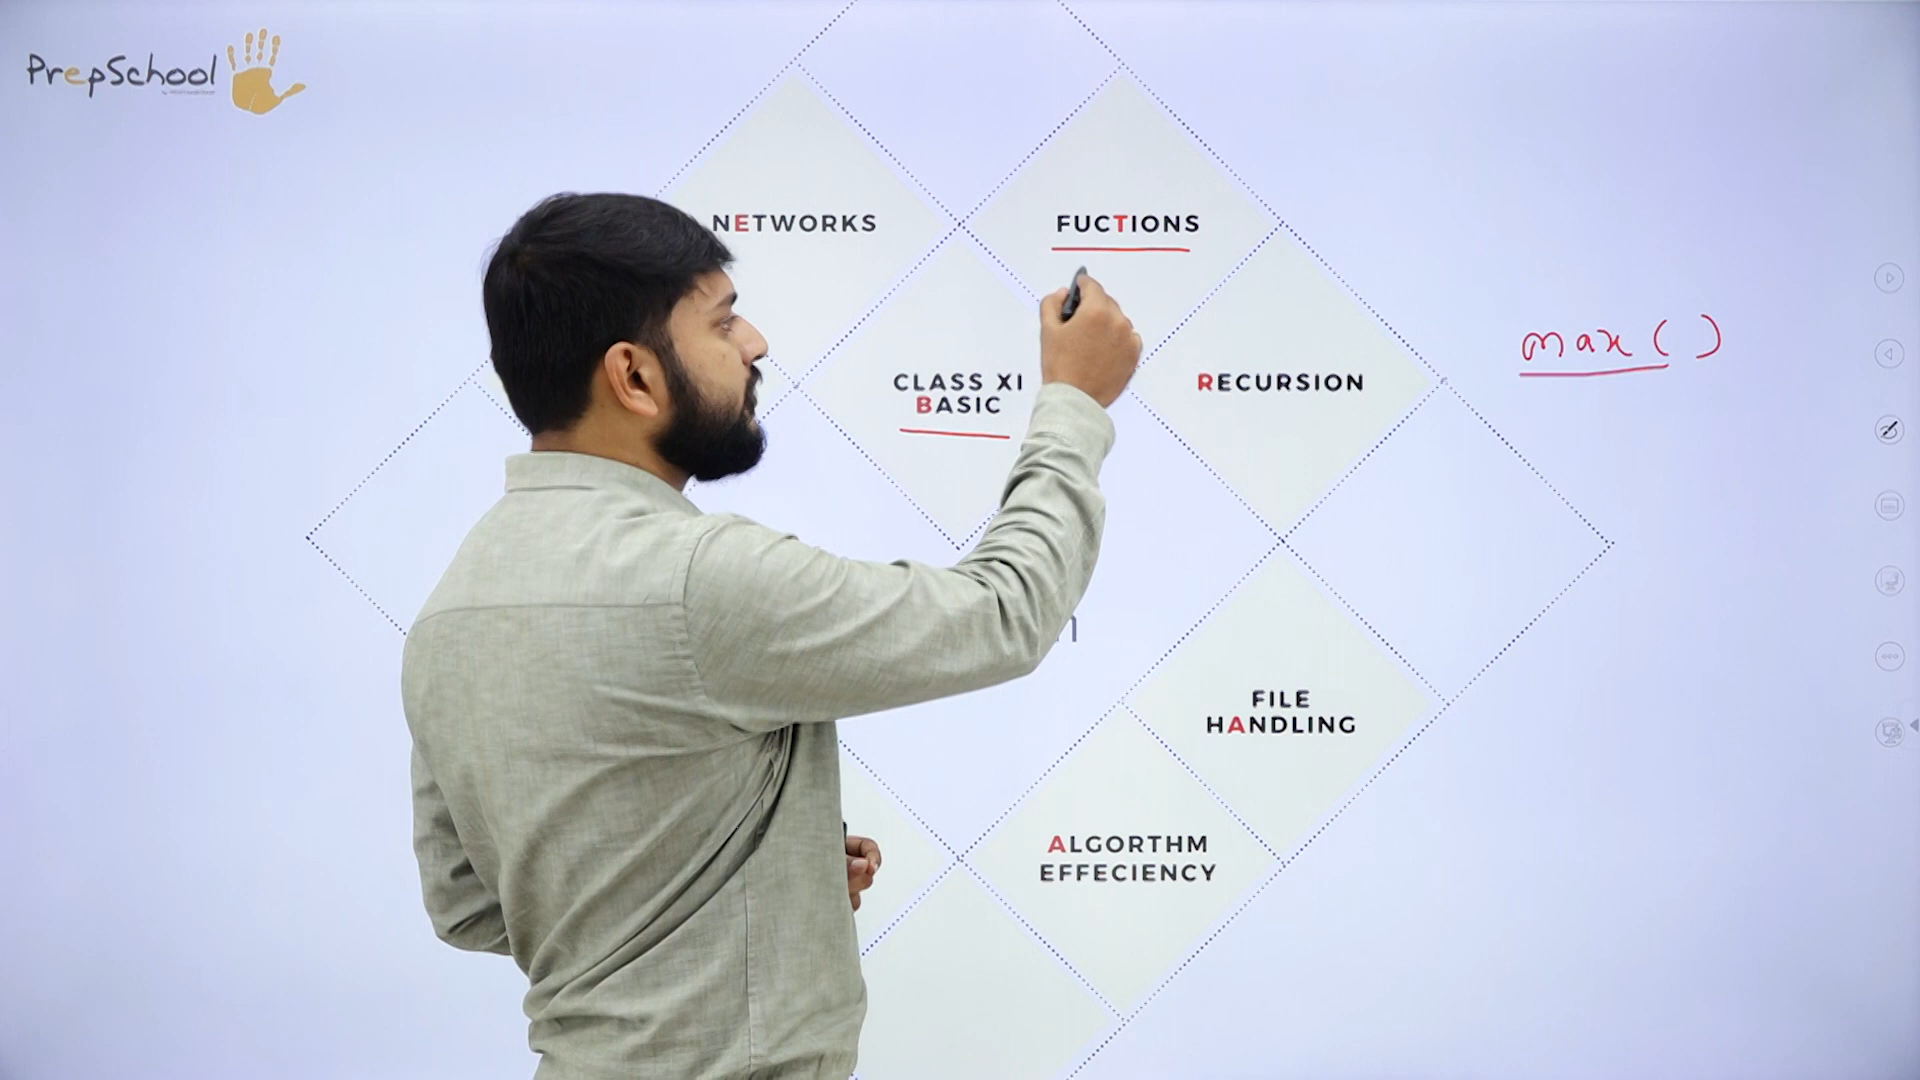 PrepSchool
NETWORKS
FUCTIONS
max()
CLASS XI
BASIC
RECURSION
FILE
HANDLING
ALGORTHM
EFFECIENCY